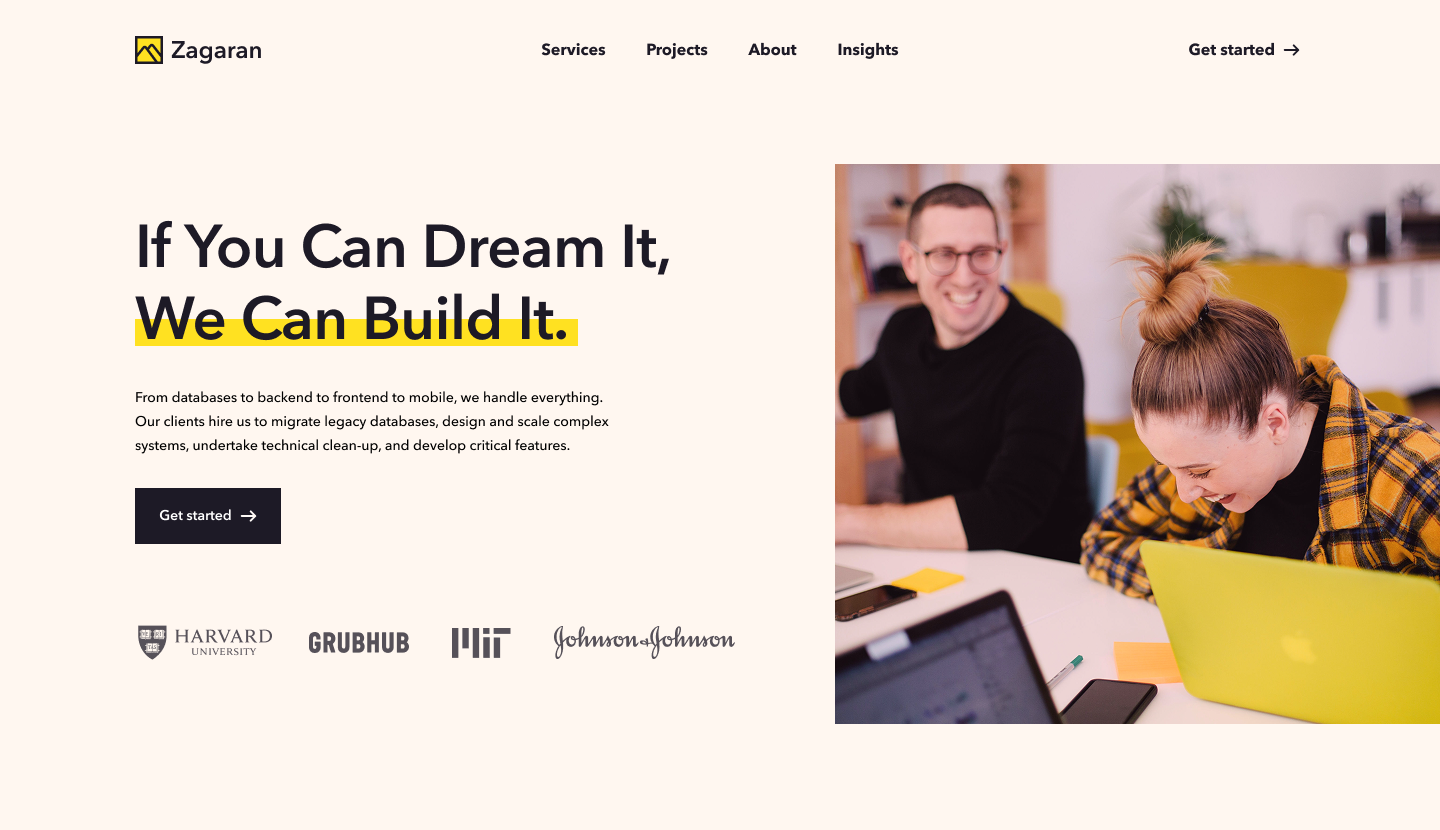 Zagaran
Services Projects About Insights
Get started
If You Can Dream It,
We Can Build It.
From databases to backend to frontend to mobile, we handle everything.
Our clients hire us to migrate legacy databases, design and scale complex
systems, undertake technical clean-up, and develop critical features.
Get started
HARVARD
UNIVERSITY
GRUBHUB
MIT
Johnson&Johnson